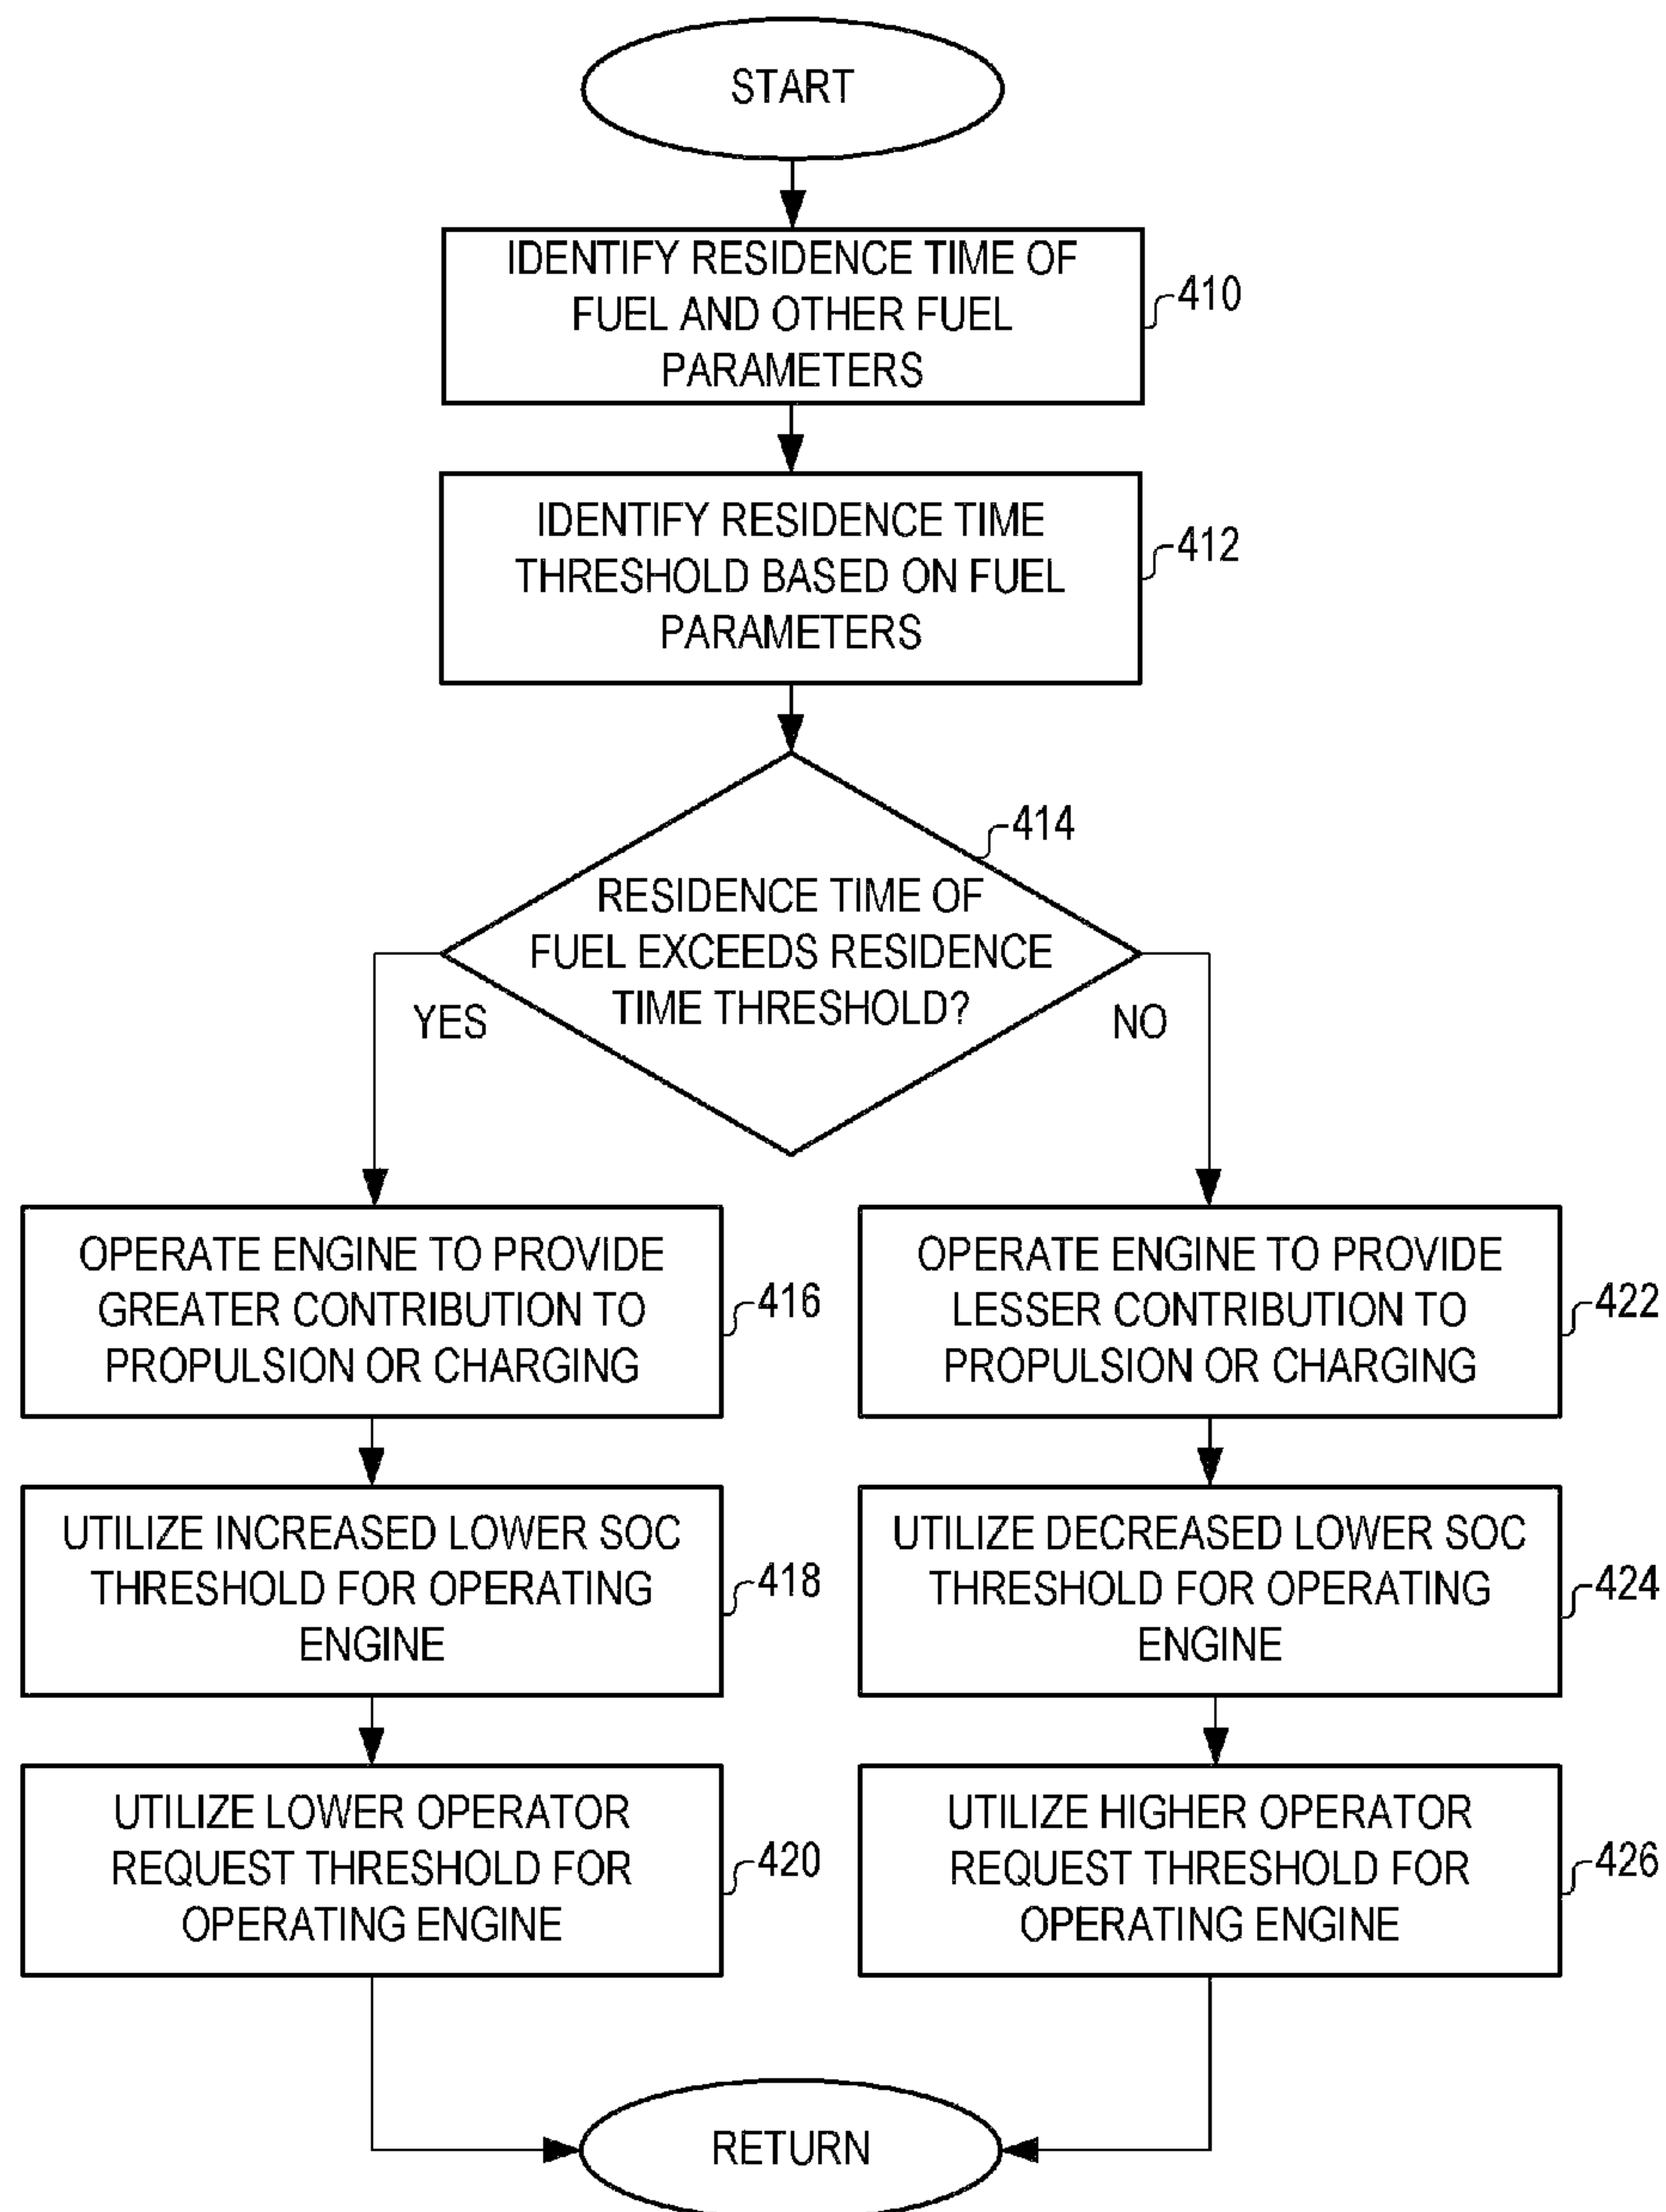 START
IDENTIFY RESIDENCE TIME OF
FUEL AND OTHER FUEL
PARAMETERS
410
IDENTIFY RESIDENCE TIME
THRESHOLD BASED ON FUEL
PARAMETERS
412
414
RESIDENCE TIME OF
FUEL EXCEEDS RESIDENCE
TIME THRESHOLD?
YES
NO
OPERATE ENGINE TO PROVIDE
GREATER CONTRIBUTION TO
PROPULSION OR CHARGING
416
OPERATE ENGINE TO PROVIDE
LESSER CONTRIBUTION TO
PROPULSION OR CHARGING
422
UTILIZE INCREASED LOWER SOC
THRESHOLD FOR OPERATING
ENGINE
418
UTILIZE DECREASED LOWER SOC
THRESHOLD FOR OPERATING
ENGINE
424
UTILIZE LOWER OPERATOR
REQUEST THRESHOLD FOR
OPERATING ENGINE
420
UTILIZE HIGHER OPERATOR
REQUEST THRESHOLD FOR
OPERATING ENGINE
426
RETURN